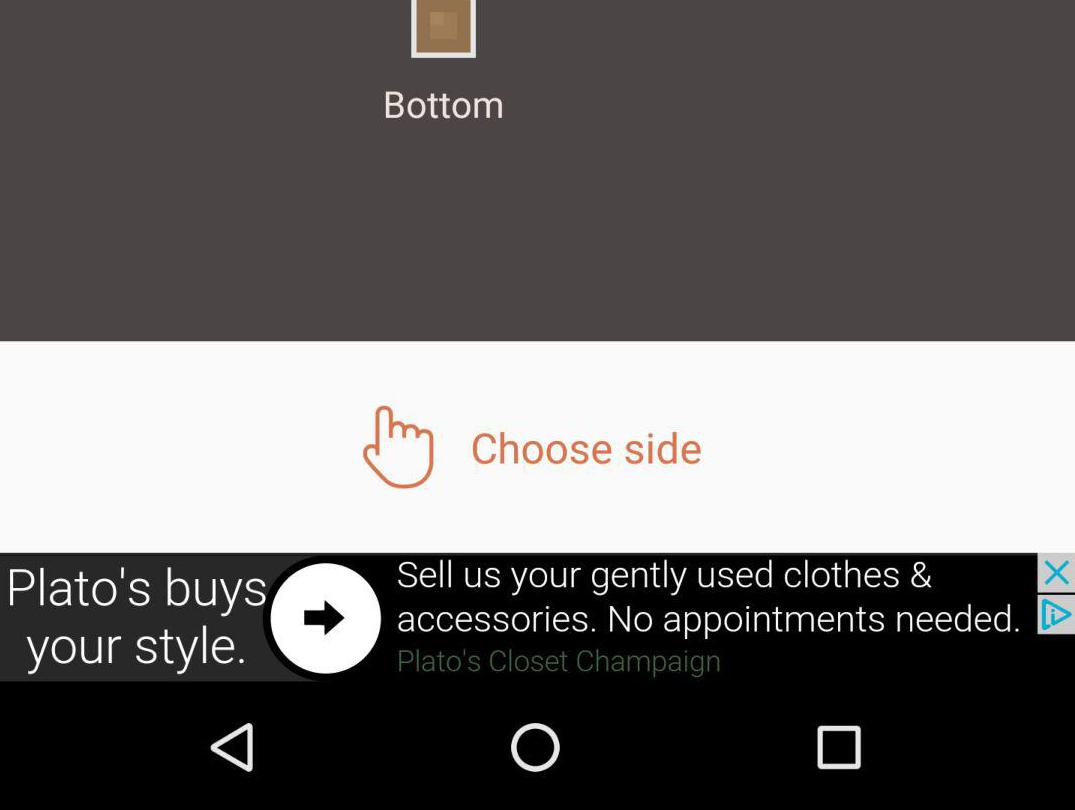 Bottom
Choose side
Plato's buys
your style.
Sell us your gently used clothes &
accessories. No appointments needed.
Plato's Closet Champaign